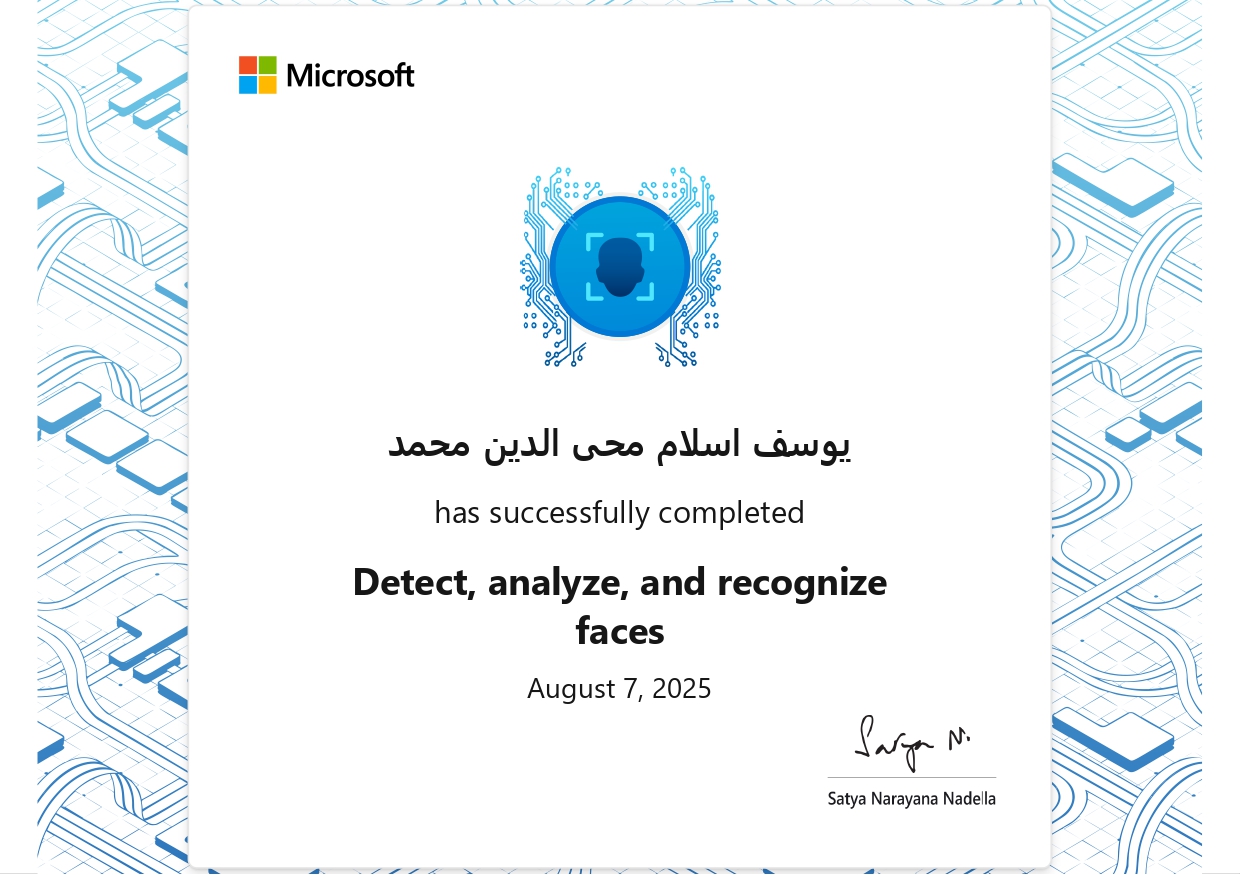 Microsoft
يوسف اسلام محى الدين محمد
has successfully completed
Detect, analyze, and recognize
faces
August 7, 2025
Satya N.
Satya Narayana Nadella